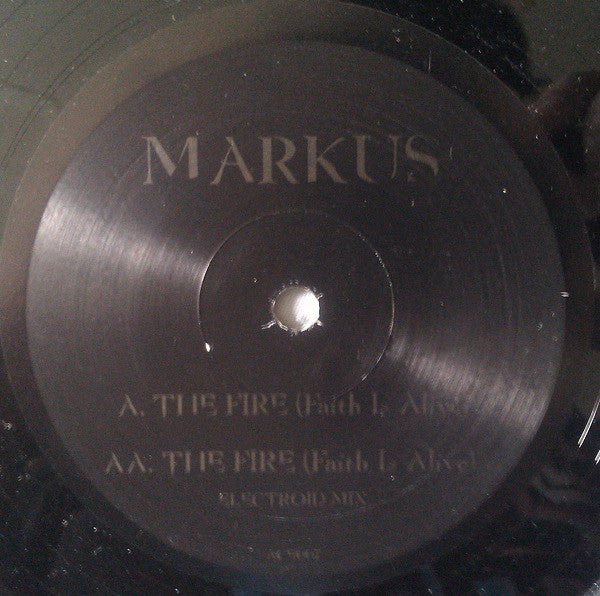 MARKUS
A. THE FIRE (Faith Is Alive)
AA. THE FIRE (Faith Is Alive)
ELECTROID MIX